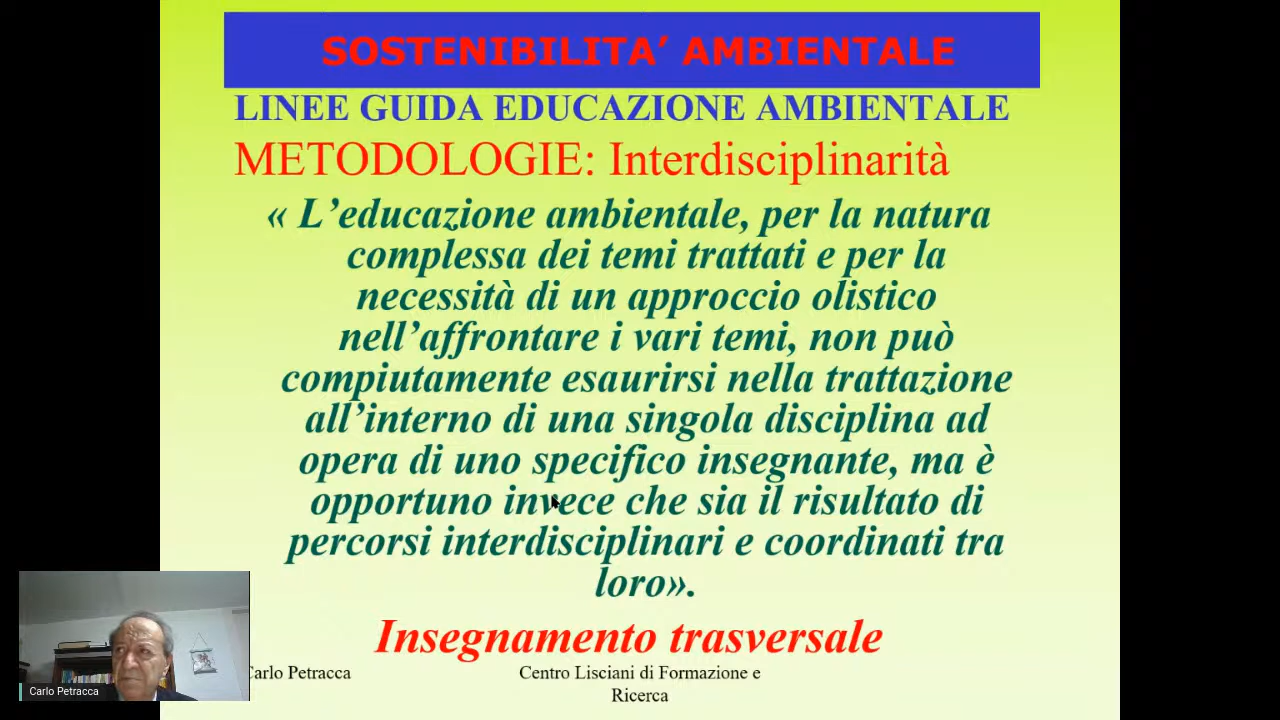 SOSTENIBILITA’ AMBIENTALE
LINEE GUIDA EDUCAZIONE AMBIENTALE
METODOLOGIE: Interdisciplinarità
« L’educazione ambientale, per la natura
complessa dei temi trattati e per la
necessità di un approccio olistico
nell’affrontare i vari temi, non può
compiutamente esaurirsi nella trattazione
all’interno di una singola disciplina ad
opera di uno specifico insegnante, ma è
opportuno invece che sia il risultato di
percorsi interdisciplinari e coordinati tra
loro».
Insegnamento trasversale
Carlo Petracca
Centro Lisciani di Formazione e
Ricerca
Carlo Petracca